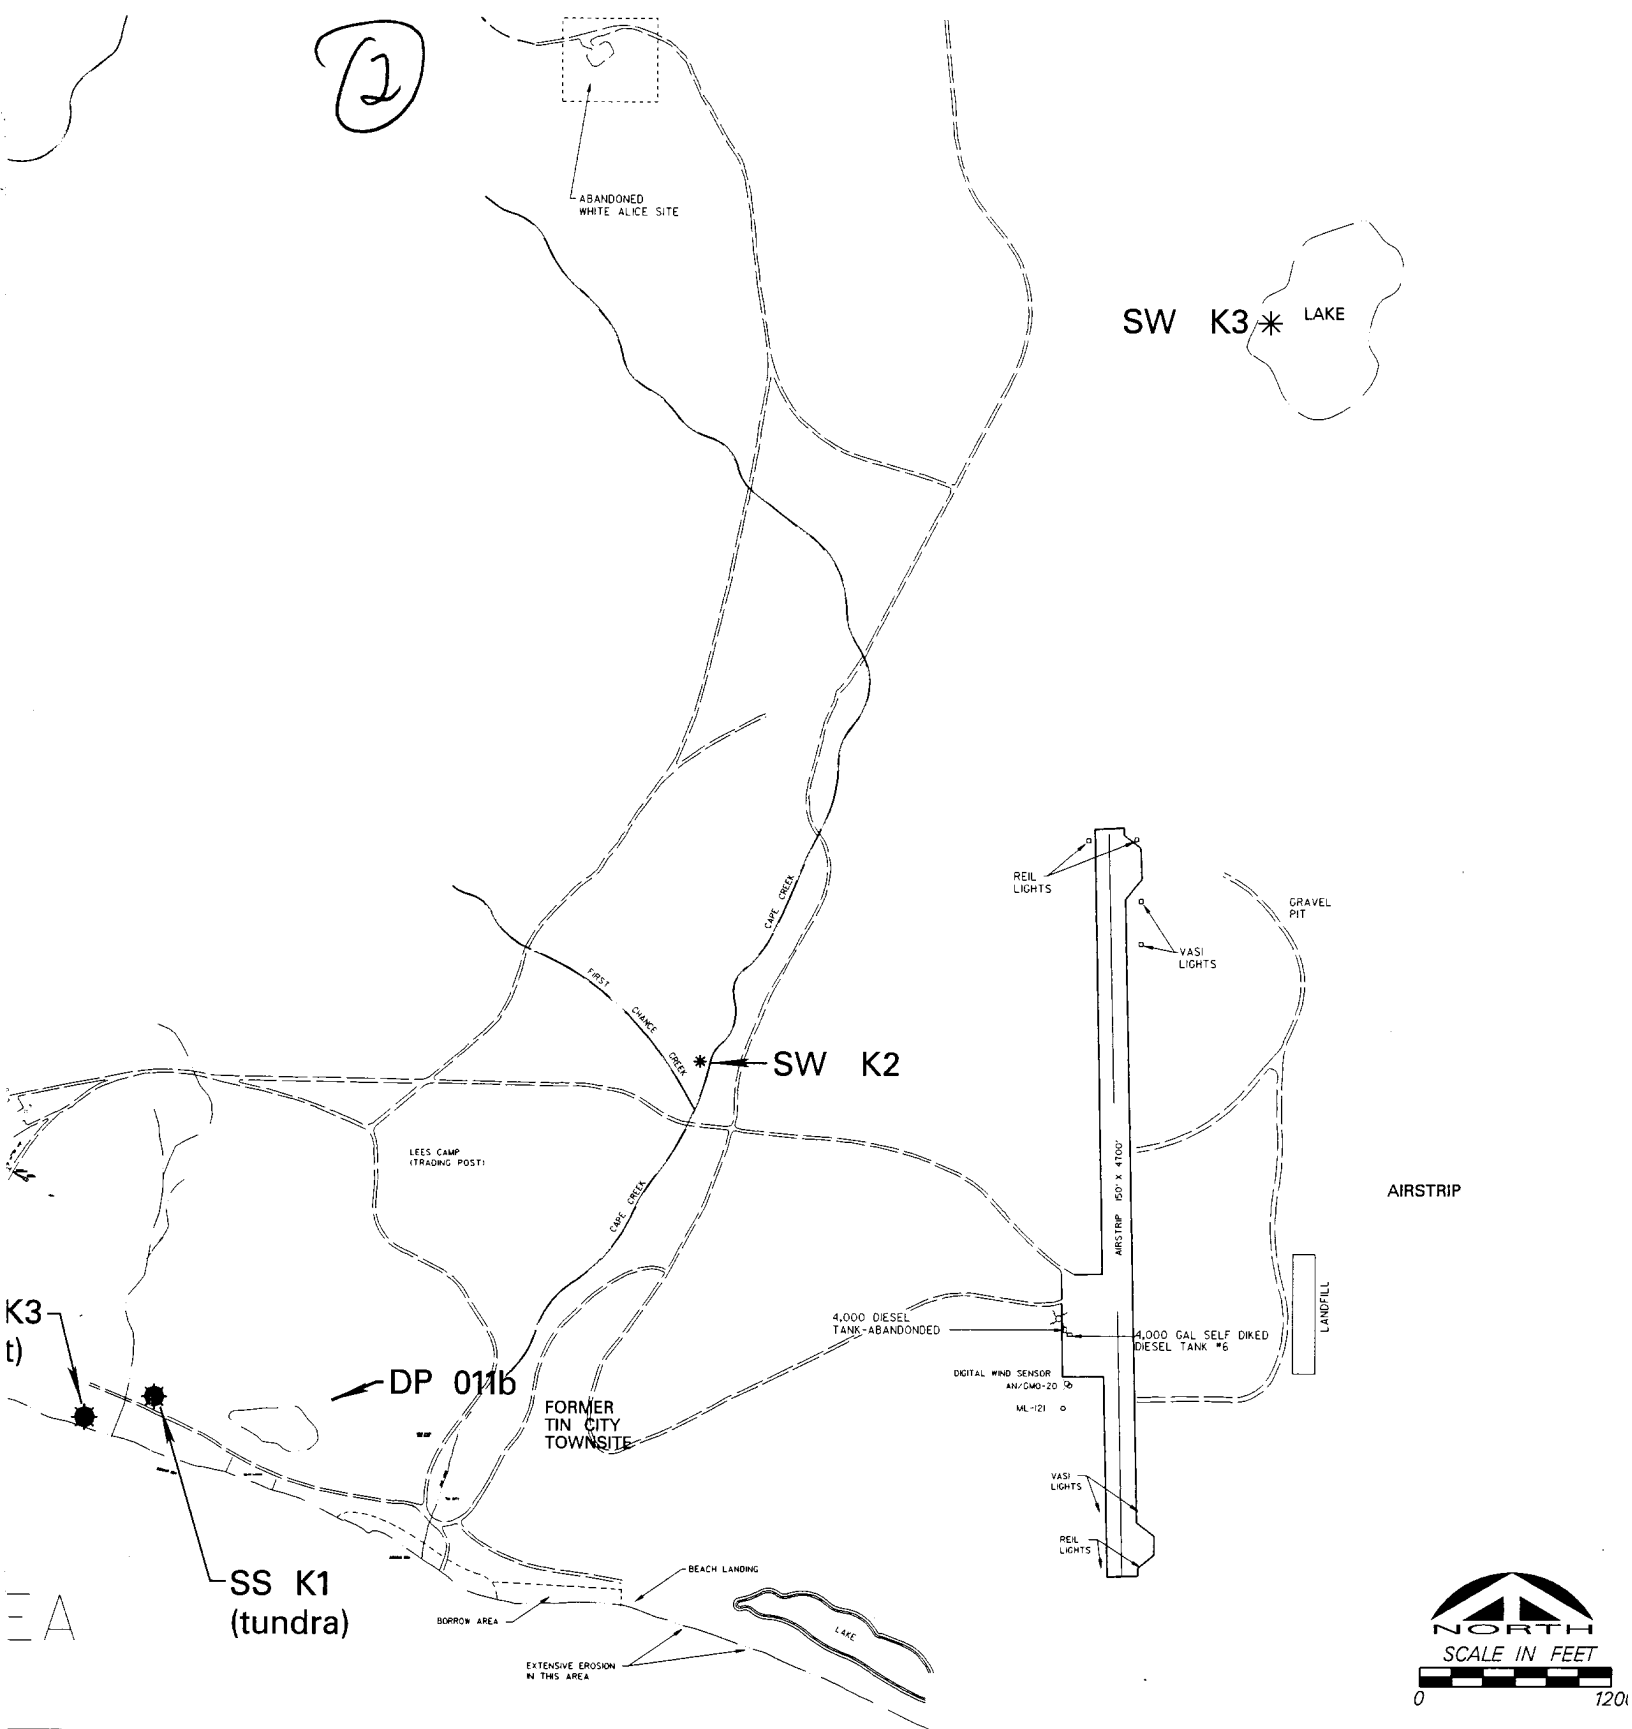 2
ABANDONED
WHITE ALICE SITE
SW K3
LAKE
REIL
LIGHTS
GRAVEL
PIT
CAPE CREEK
VASI
LIGHTS
FIRST CHANCE CREEK
SW K2
LEES CAMP
(TRADING POST)
AIRSTRIP 150' X 4700'
AIRSTRIP
CAPE CREEK
K3
t)
4,000 DIESEL
TANK-ABANDONDED
4,000 GAL SELF DIKED
DIESEL TANK #6
LANDFILL
DIGITAL WIND SENSOR
AN/GMO-20
ML-121
DP 011b
FORMER
TIN CITY
TOWNSITE
VASI
LIGHTS
REIL
LIGHTS
BEACH LANDING
SS K1
(tundra)
BORROW AREA
EA
LAKE
EXTENSIVE EROSION
IN THIS AREA
NORTH
SCALE IN FEET
0 1200